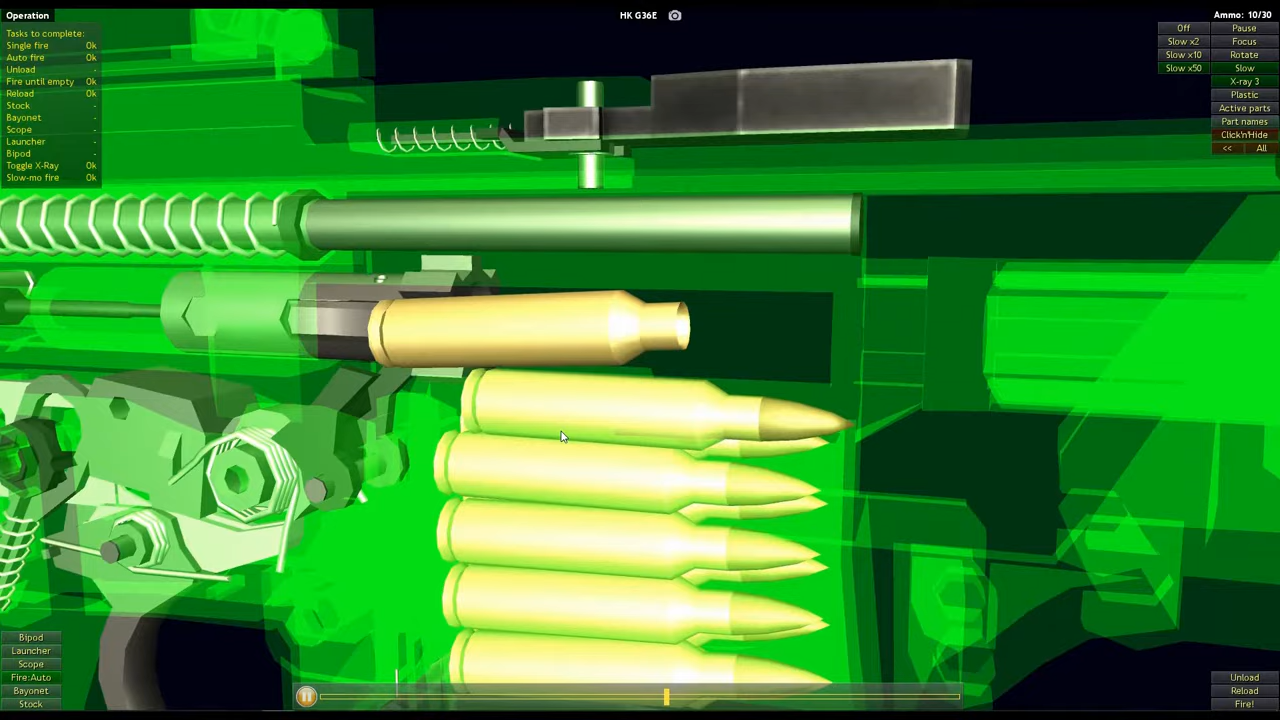 Operation
HK G36E
Ammo: 10/30
Tasks to complete:
Single fire Ok
Auto fire Ok
Unload -
Fire until empty Ok
Reload Ok
Stock -
Bayonet -
Scope -
Launcher -
Bipod -
Toggle X-Ray Ok
Slow-mo fire Ok
Off Pause
Slow x2 Focus
Slow x10 Rotate
Slow x50 Slow
X-ray 3
Plastic
Active parts
Part names
Click'n'Hide
<< All
Bipod
Launcher
Scope
Fire:Auto
Bayonet
Stock
Unload
Reload
Fire!